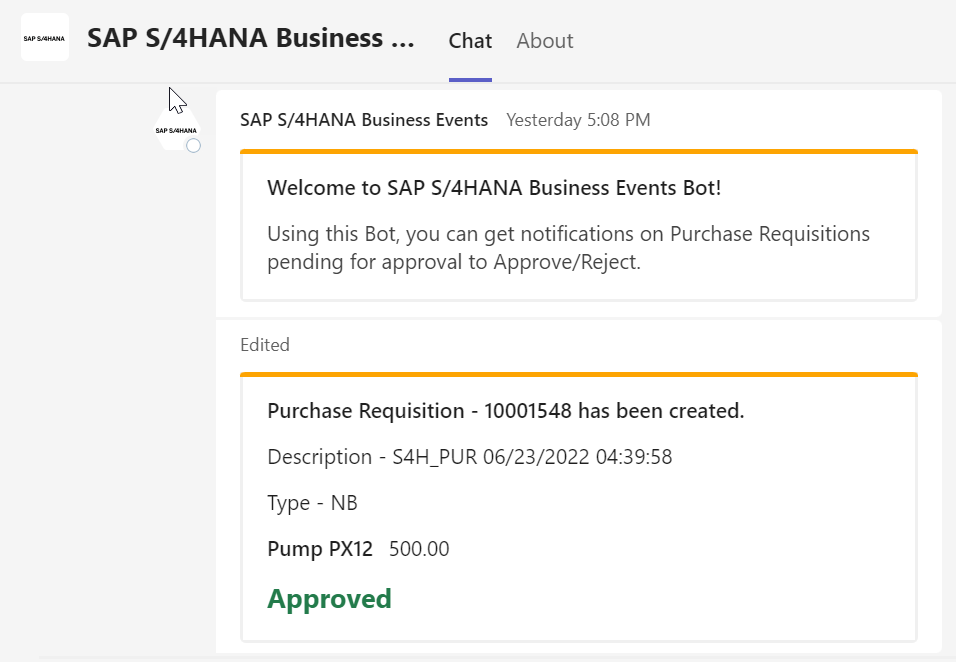 SAP S/4HANA
SAP S/4HANA Business ...
Chat
About
SAP S/4HANA
SAP S/4HANA Business Events
Yesterday 5:08 PM
Welcome to SAP S/4HANA Business Events Bot!
Using this Bot, you can get notifications on Purchase Requisitions
pending for approval to Approve/Reject.
Edited
Purchase Requisition - 10001548 has been created.
Description - S4H_PUR 06/23/2022 04:39:58
Type - NB
Pump PX12 500.00
Approved